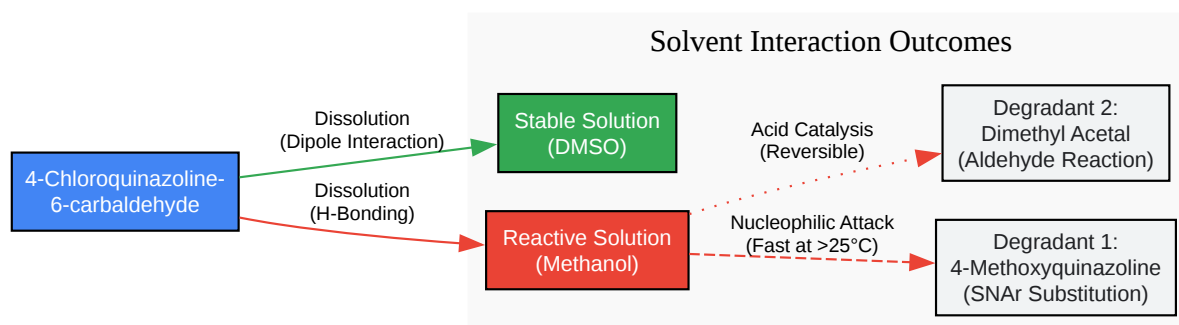 Solvent Interaction Outcomes
4-Chloroquinazoline-
6-carbaldehyde
Dissolution
(Dipole Interaction)
Dissolution
(H-Bonding)
Stable Solution
(DMSO)
Reactive Solution
(Methanol)
Acid Catalysis
(Reversible)
Nucleophilic Attack
(Fast at >25°C)
Degradant 2:
Dimethyl Acetal
(Aldehyde Reaction)
Degradant 1:
4-Methoxyquinazoline
(SNAr Substitution)